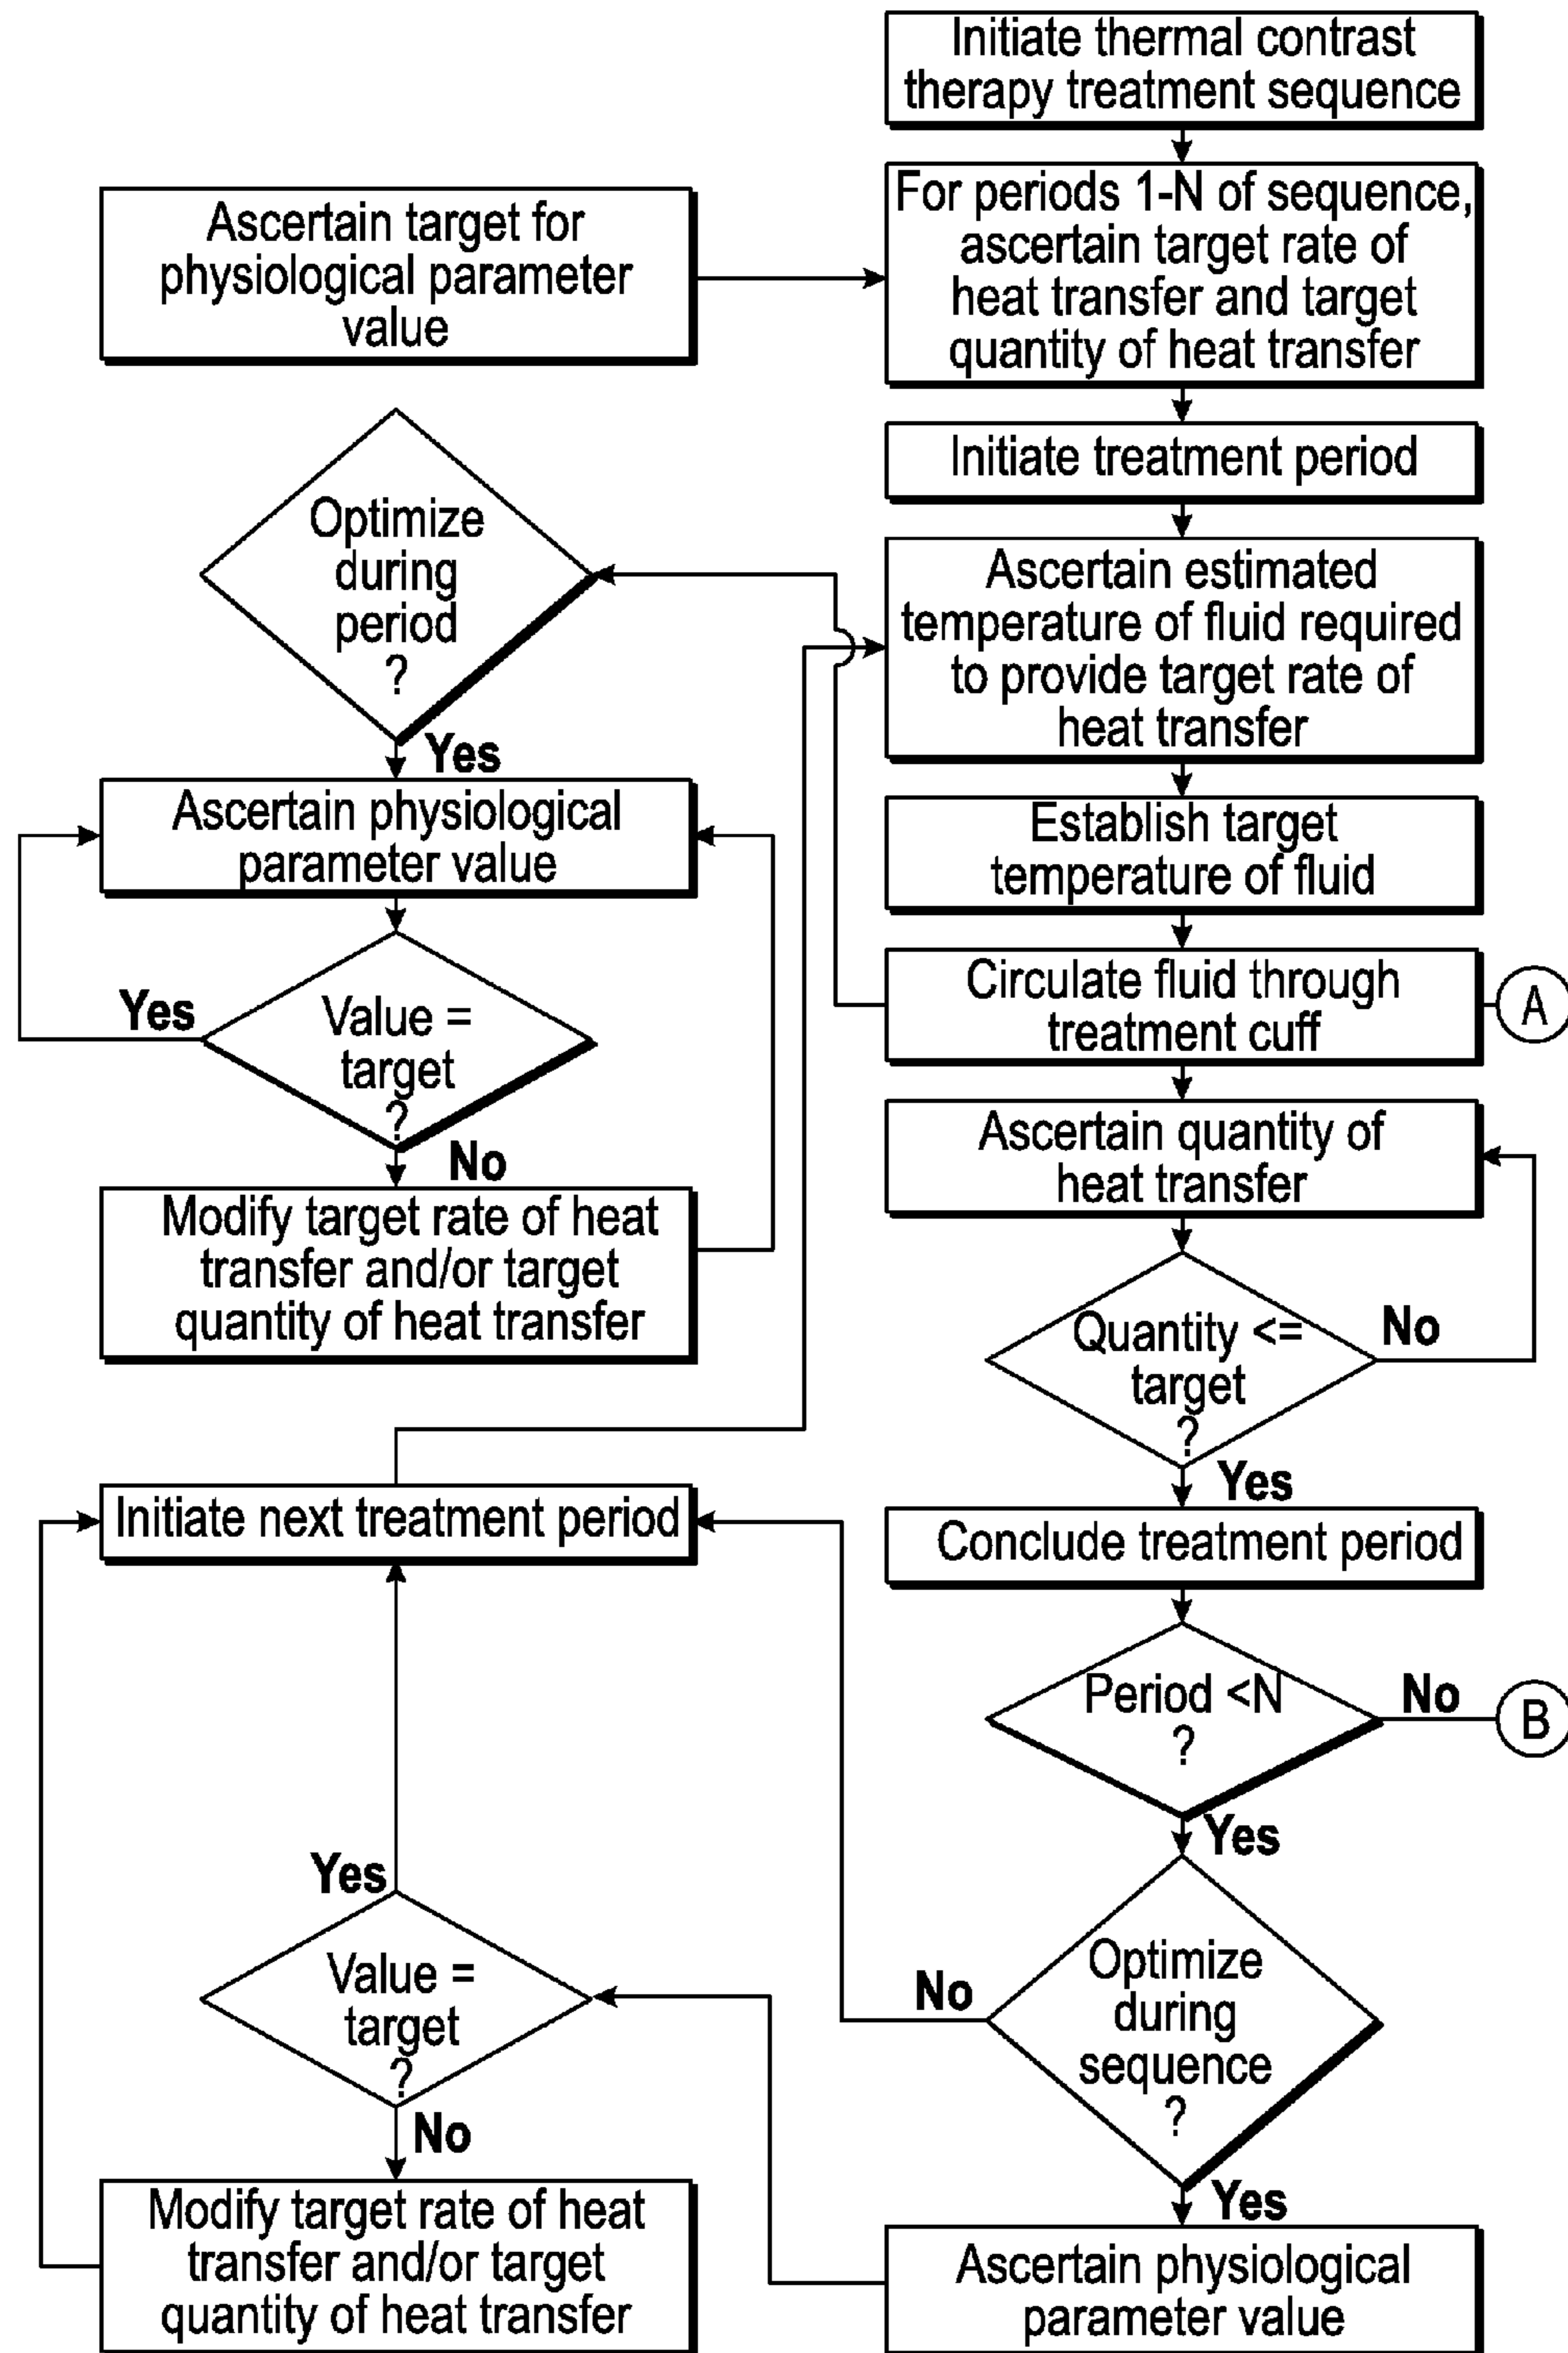 Initiate thermal contrast
therapy treatment sequence
Ascertain target for
physiological parameter
value
For periods 1-N of sequence,
ascertain target rate of
heat transfer and target
quantity of heat transfer
Initiate treatment period
Optimize
during
period
?
Yes
Ascertain estimated
temperature of fluid required
to provide target rate of
heat transfer
Ascertain physiological
parameter value
Establish target
temperature of fluid
Yes
Value =
target
?
No
Circulate fluid through
treatment cuff
A
Modify target rate of heat
transfer and/or target
quantity of heat transfer
Ascertain quantity of
heat transfer
Quantity <=
target
?
No
Yes
Initiate next treatment period
Conclude treatment period
Period <N
?
No
B
Yes
Yes
Value =
target
?
No
No
Optimize
during
sequence
?
Yes
Modify target rate of heat
transfer and/or target
quantity of heat transfer
Ascertain physiological
parameter value